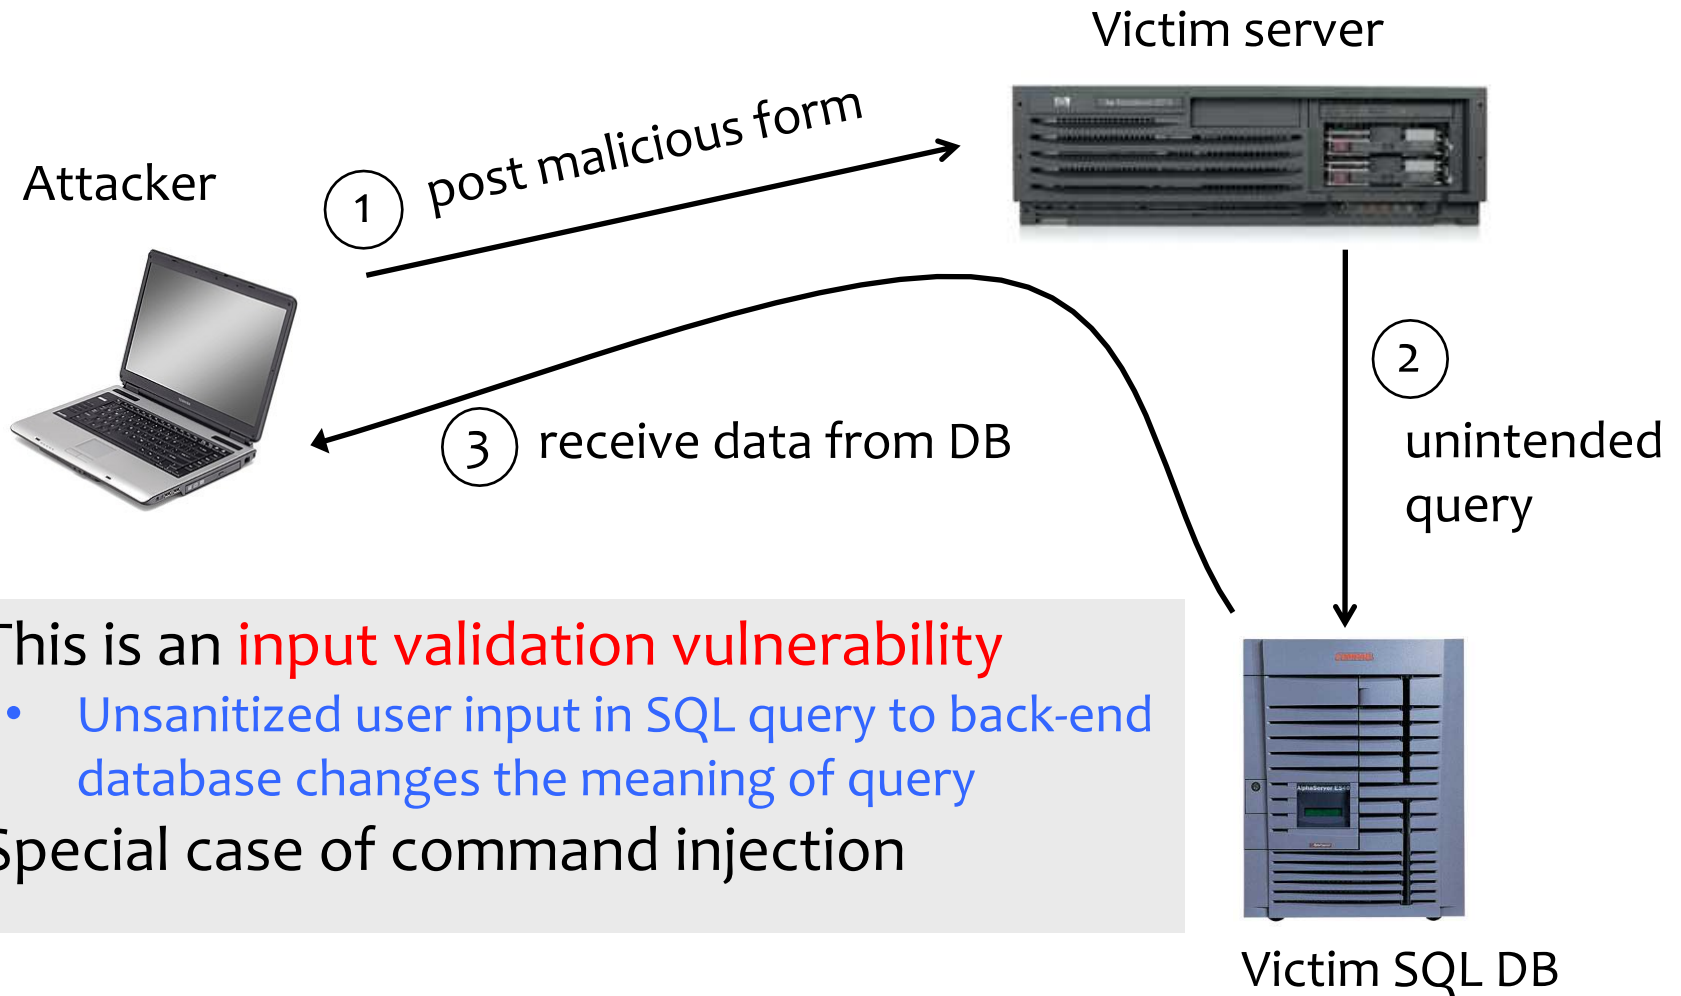 Victim server
Attacker
1
post malicious form
2
unintended
query
3
receive data from DB
This is an input validation vulnerability
• Unsanitized user input in SQL query to back-end
database changes the meaning of query
Special case of command injection
COMPAQ
Victim SQL DB